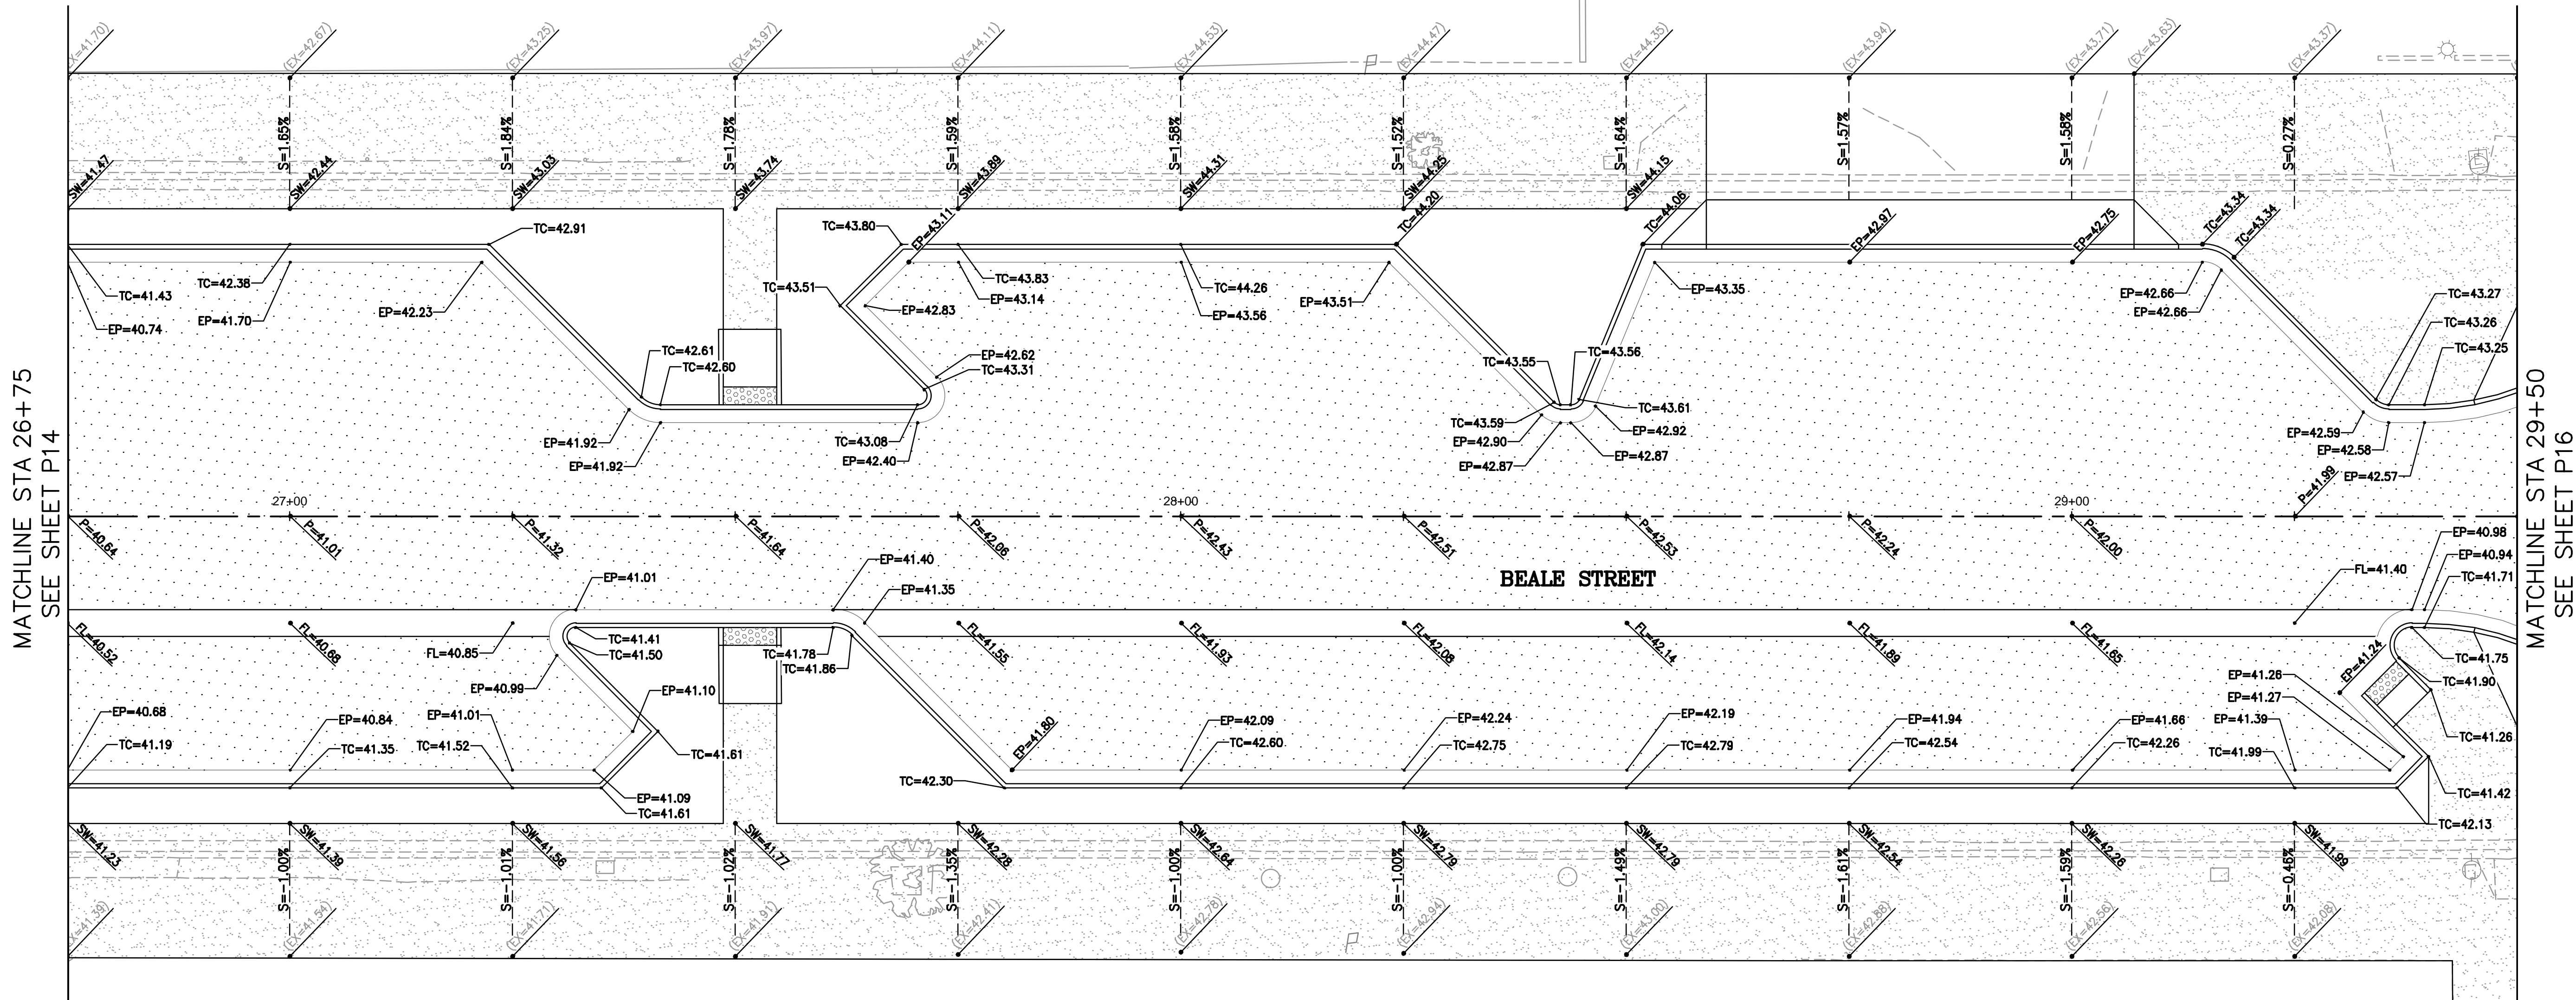 (EX=41.70)
(EX=42.67)
(EX=43.25)
(EX=43.97)
(EX=44.11)
(EX=44.53)
(EX=44.47)
(EX=44.35)
(EX=43.94)
(EX=43.71)
(EX=43.63)
(EX=43.37)
S=1.65%
S=1.84%
S=1.78%
S=1.59%
S=1.58%
S=1.52%
S=1.64%
S=1.57%
S=1.58%
S=0.27%
SW=41.47
SW=42.44
SW=43.03
SW=43.74
SW=43.89
SW=44.31
SW=44.25
SW=44.15
TC=42.91
TC=43.80
EP=43.11
TC=44.20
TC=44.06
EP=42.97
EP=42.75
TC=43.34
TC=43.34
TC=41.43
TC=42.38
EP=40.74
EP=41.70
EP=42.23
TC=43.51
EP=42.83
TC=43.83
EP=43.14
TC=44.26
EP=43.56
EP=43.51
EP=43.35
EP=42.66
EP=42.66
TC=43.27
TC=43.26
TC=43.25
TC=42.61
TC=42.60
EP=42.62
TC=43.31
TC=43.55
TC=43.56
EP=41.92
EP=41.92
TC=43.08
EP=42.40
TC=43.59
EP=42.90
EP=42.87
TC=43.61
EP=42.92
EP=42.87
EP=42.59
EP=42.58
EP=42.57
P=41.99
MATCHLINE STA 26+75
SEE SHEET P14
27+00
28+00
29+00
MATCHLINE STA 29+50
SEE SHEET P16
P=40.64
P=41.01
P=41.32
P=41.64
P=42.06
P=42.43
P=42.51
P=42.53
P=42.24
P=42.00
BEALE STREET
EP=41.01
EP=41.40
EP=41.35
FL=41.40
EP=40.98
EP=40.94
TC=41.71
FL=40.52
FL=40.68
FL=40.85
TC=41.41
TC=41.50
TC=41.78
TC=41.86
FL=41.55
FL=41.93
FL=42.08
FL=42.14
FL=41.89
FL=41.65
EP=41.24
TC=41.75
TC=41.90
EP=40.99
EP=41.10
EP=41.26
EP=41.27
EP=40.68
TC=41.19
EP=40.84
TC=41.35
EP=41.01
TC=41.52
TC=41.61
EP=41.80
EP=42.09
TC=42.60
EP=42.24
TC=42.75
EP=42.19
TC=42.79
EP=41.94
TC=42.54
EP=41.66
TC=42.26
EP=41.39
TC=41.99
TC=41.26
TC=42.30
EP=41.09
TC=41.61
TC=41.42
TC=42.13
SW=41.23
SW=41.39
SW=41.56
SW=41.77
SW=42.28
SW=42.64
SW=42.79
SW=42.79
SW=42.54
SW=42.26
SW=41.99
S=-1.00%
S=-1.01%
S=-1.02%
S=-1.35%
S=-1.00%
S=-1.00%
S=-1.49%
S=-1.61%
S=-1.59%
S=-0.46%
(EX=41.39)
(EX=41.54)
(EX=41.71)
(EX=41.91)
(EX=42.41)
(EX=42.78)
(EX=42.94)
(EX=43.00)
(EX=42.88)
(EX=42.56)
(EX=42.08)